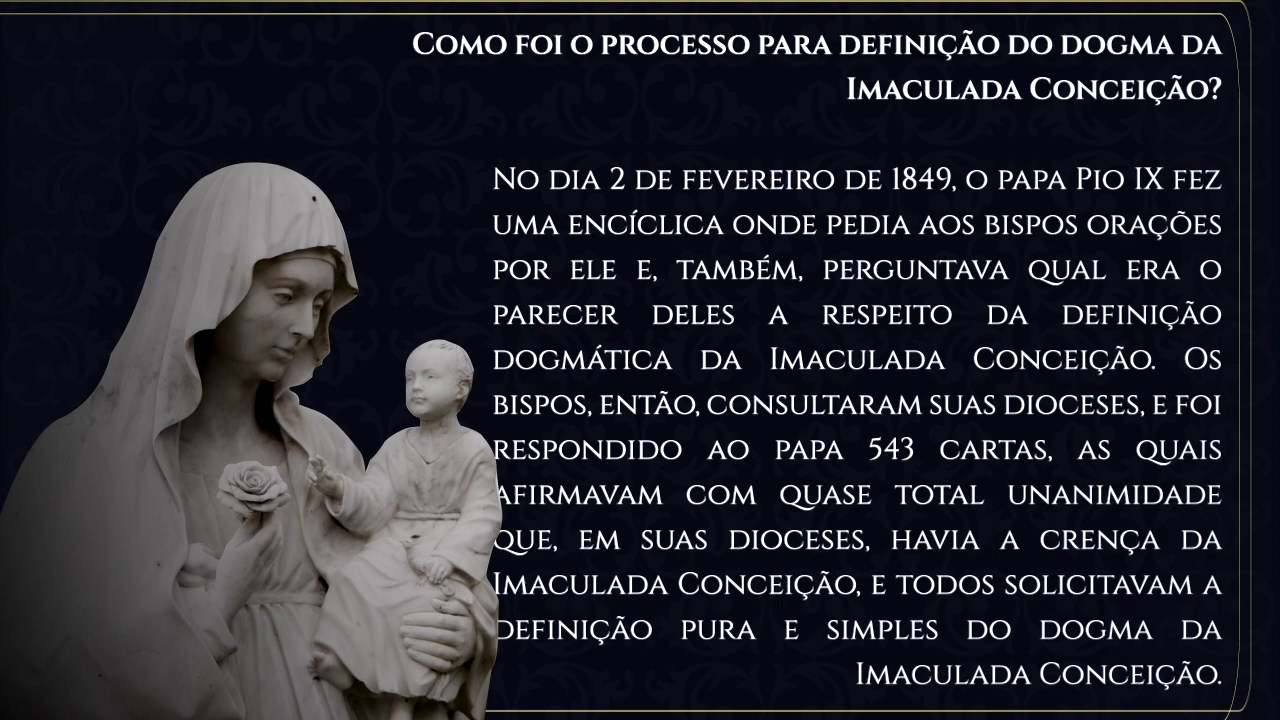 Como foi o processo para definição do dogma da
Imaculada Conceição?
No dia 2 de fevereiro de 1849, o papa Pio IX fez
uma encíclica onde pedia aos bispos orações
por ele e, também, perguntava qual era o
parecer deles a respeito da definição
dogmática da Imaculada Conceição. Os
bispos, então, consultaram suas dioceses, e foi
respondido ao papa 543 cartas, as quais
afirmavam com quase total unanimidade
que, em suas dioceses, havia a crença da
Imaculada Conceição, e todos solicitavam a
definição pura e simples do dogma da
Imaculada Conceição.